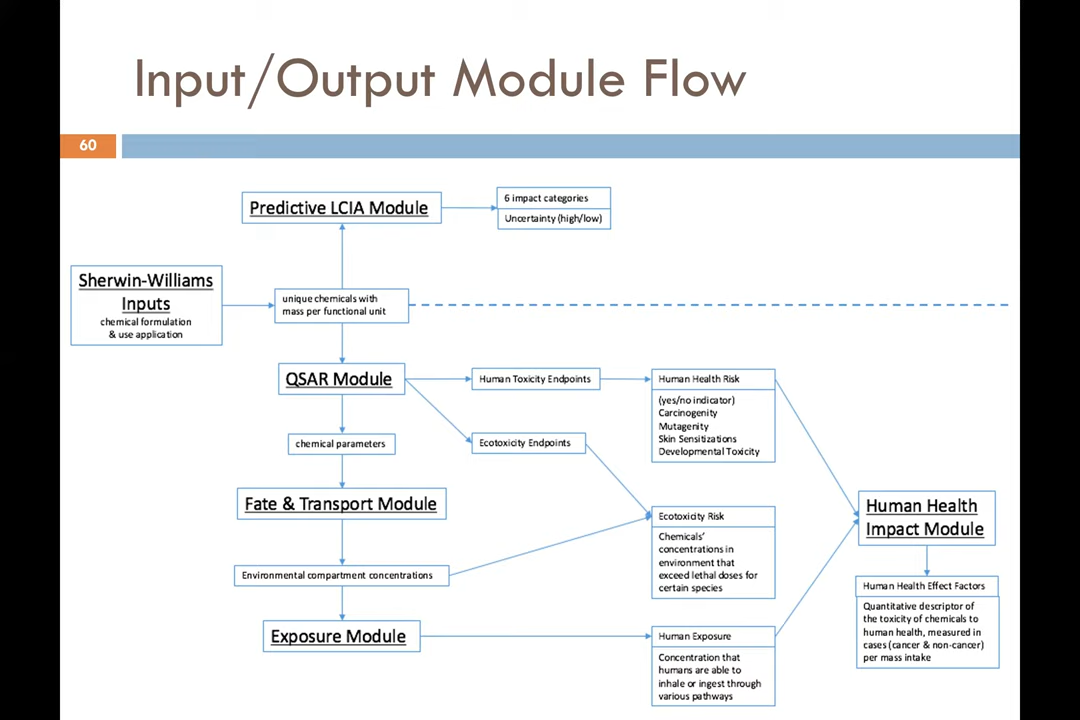 Input/Output Module Flow
60
Predictive LCIA Module
6 impact categories
Uncertainty (high/low)
Sherwin-Williams
Inputs
chemical formulation
& use application
unique chemicals with
mass per functional unit
QSAR Module
Human Toxicity Endpoints
Human Health Risk
(yes/no indicator)
Carcinogenity
Mutagenity
Skin Sensitizations
Developmental Toxicity
chemical parameters
Ecotoxicity Endpoints
Fate & Transport Module
Ecotoxicity Risk
Chemicals'
concentrations in
environment that
exceed lethal doses for
certain species
Human Health
Impact Module
Environmental compartment concentrations
Human Health Effect Factors
Quantitative descriptor of
the toxicity of chemicals to
human health, measured in
cases (cancer & non-cancer)
per mass intake
Exposure Module
Human Exposure
Concentration that
humans are able to
inhale or ingest through
various pathways